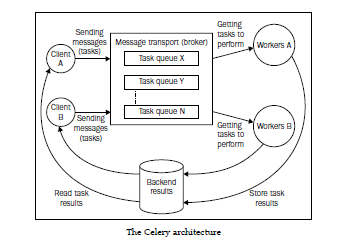 Sending
messages
(tasks)
Client
A
Message transport (broker)
Task queue X
Task queue Y
Task queue N
Getting
tasks to
perform
Workers A
Client
B
Sending
messages
(tasks)
Getting
tasks to
perform
Workers B
Backend
results
Read task
results
Store task
results
The Celery architecture